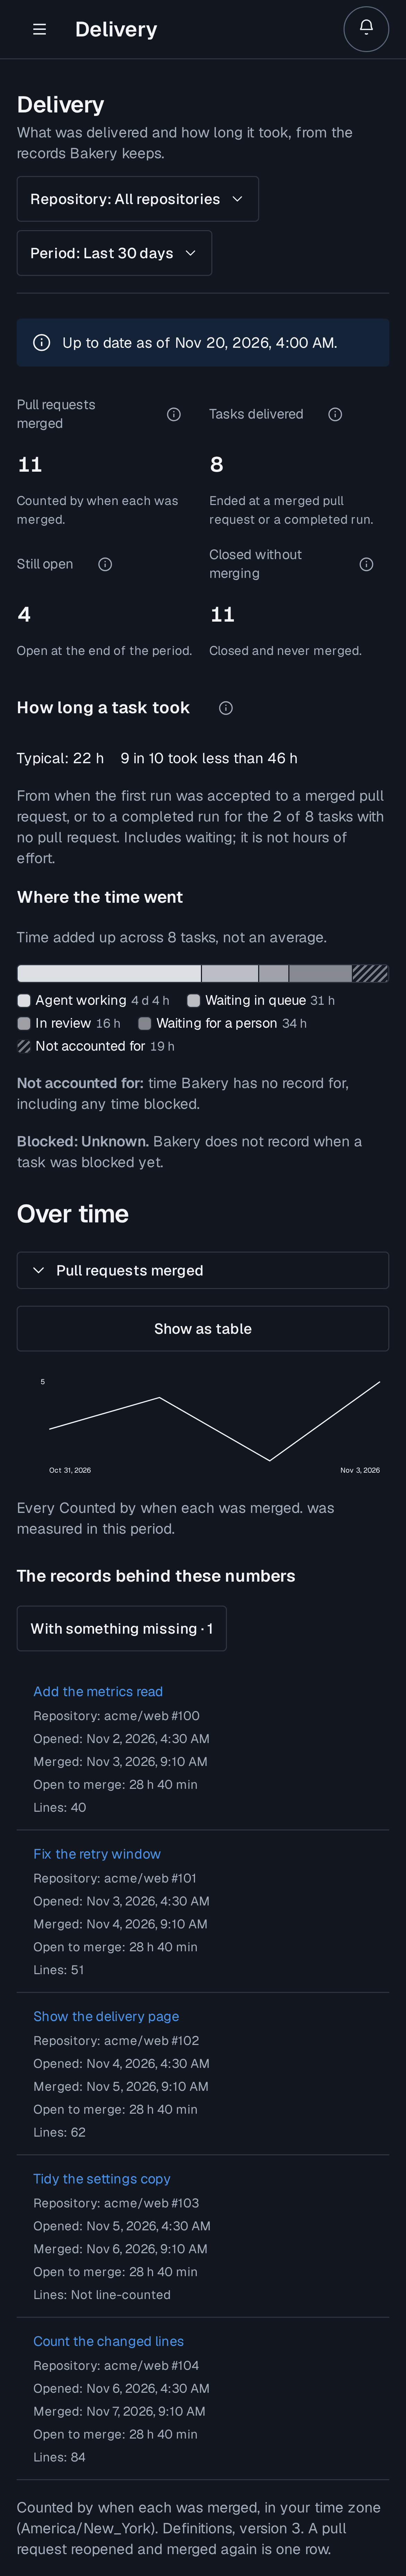 Delivery
Delivery
What was delivered and how long it took, from the
records Bakery keeps.
Repository: All repositories
Period: Last 30 days
Up to date as of Nov 20, 2026, 4:00 AM.
Pull requests
merged
11
Counted by when each was
merged.
Tasks delivered
8
Ended at a merged pull
request or a completed run.
Still open
4
Open at the end of the period.
Closed without
merging
11
Closed and never merged.
How long a task took
Typical: 22 h 9 in 10 took less than 46 h
From when the first run was accepted to a merged pull
request, or to a completed run for the 2 of 8 tasks with
no pull request. Includes waiting; it is not hours of
effort.
Where the time went
Time added up across 8 tasks, not an average.
Agent working 4 d 4 h Waiting in queue 31 h
In review 16 h Waiting for a person 34 h
Not accounted for 19 h
Not accounted for: time Bakery has no record for,
including any time blocked.
Blocked: Unknown. Bakery does not record when a
task was blocked yet.
Over time
Pull requests merged
Show as table
5
Oct 31, 2026 Nov 3, 2026
Every Counted by when each was merged. was
measured in this period.
The records behind these numbers
With something missing · 1
Add the metrics read
Repository: acme/web #100
Opened: Nov 2, 2026, 4:30 AM
Merged: Nov 3, 2026, 9:10 AM
Open to merge: 28 h 40 min
Lines: 40
Fix the retry window
Repository: acme/web #101
Opened: Nov 3, 2026, 4:30 AM
Merged: Nov 4, 2026, 9:10 AM
Open to merge: 28 h 40 min
Lines: 51
Show the delivery page
Repository: acme/web #102
Opened: Nov 4, 2026, 4:30 AM
Merged: Nov 5, 2026, 9:10 AM
Open to merge: 28 h 40 min
Lines: 62
Tidy the settings copy
Repository: acme/web #103
Opened: Nov 5, 2026, 4:30 AM
Merged: Nov 6, 2026, 9:10 AM
Open to merge: 28 h 40 min
Lines: Not line-counted
Count the changed lines
Repository: acme/web #104
Opened: Nov 6, 2026, 4:30 AM
Merged: Nov 7, 2026, 9:10 AM
Open to merge: 28 h 40 min
Lines: 84
Counted by when each was merged, in your time zone
(America/New_York). Definitions, version 3. A pull
request reopened and merged again is one row.